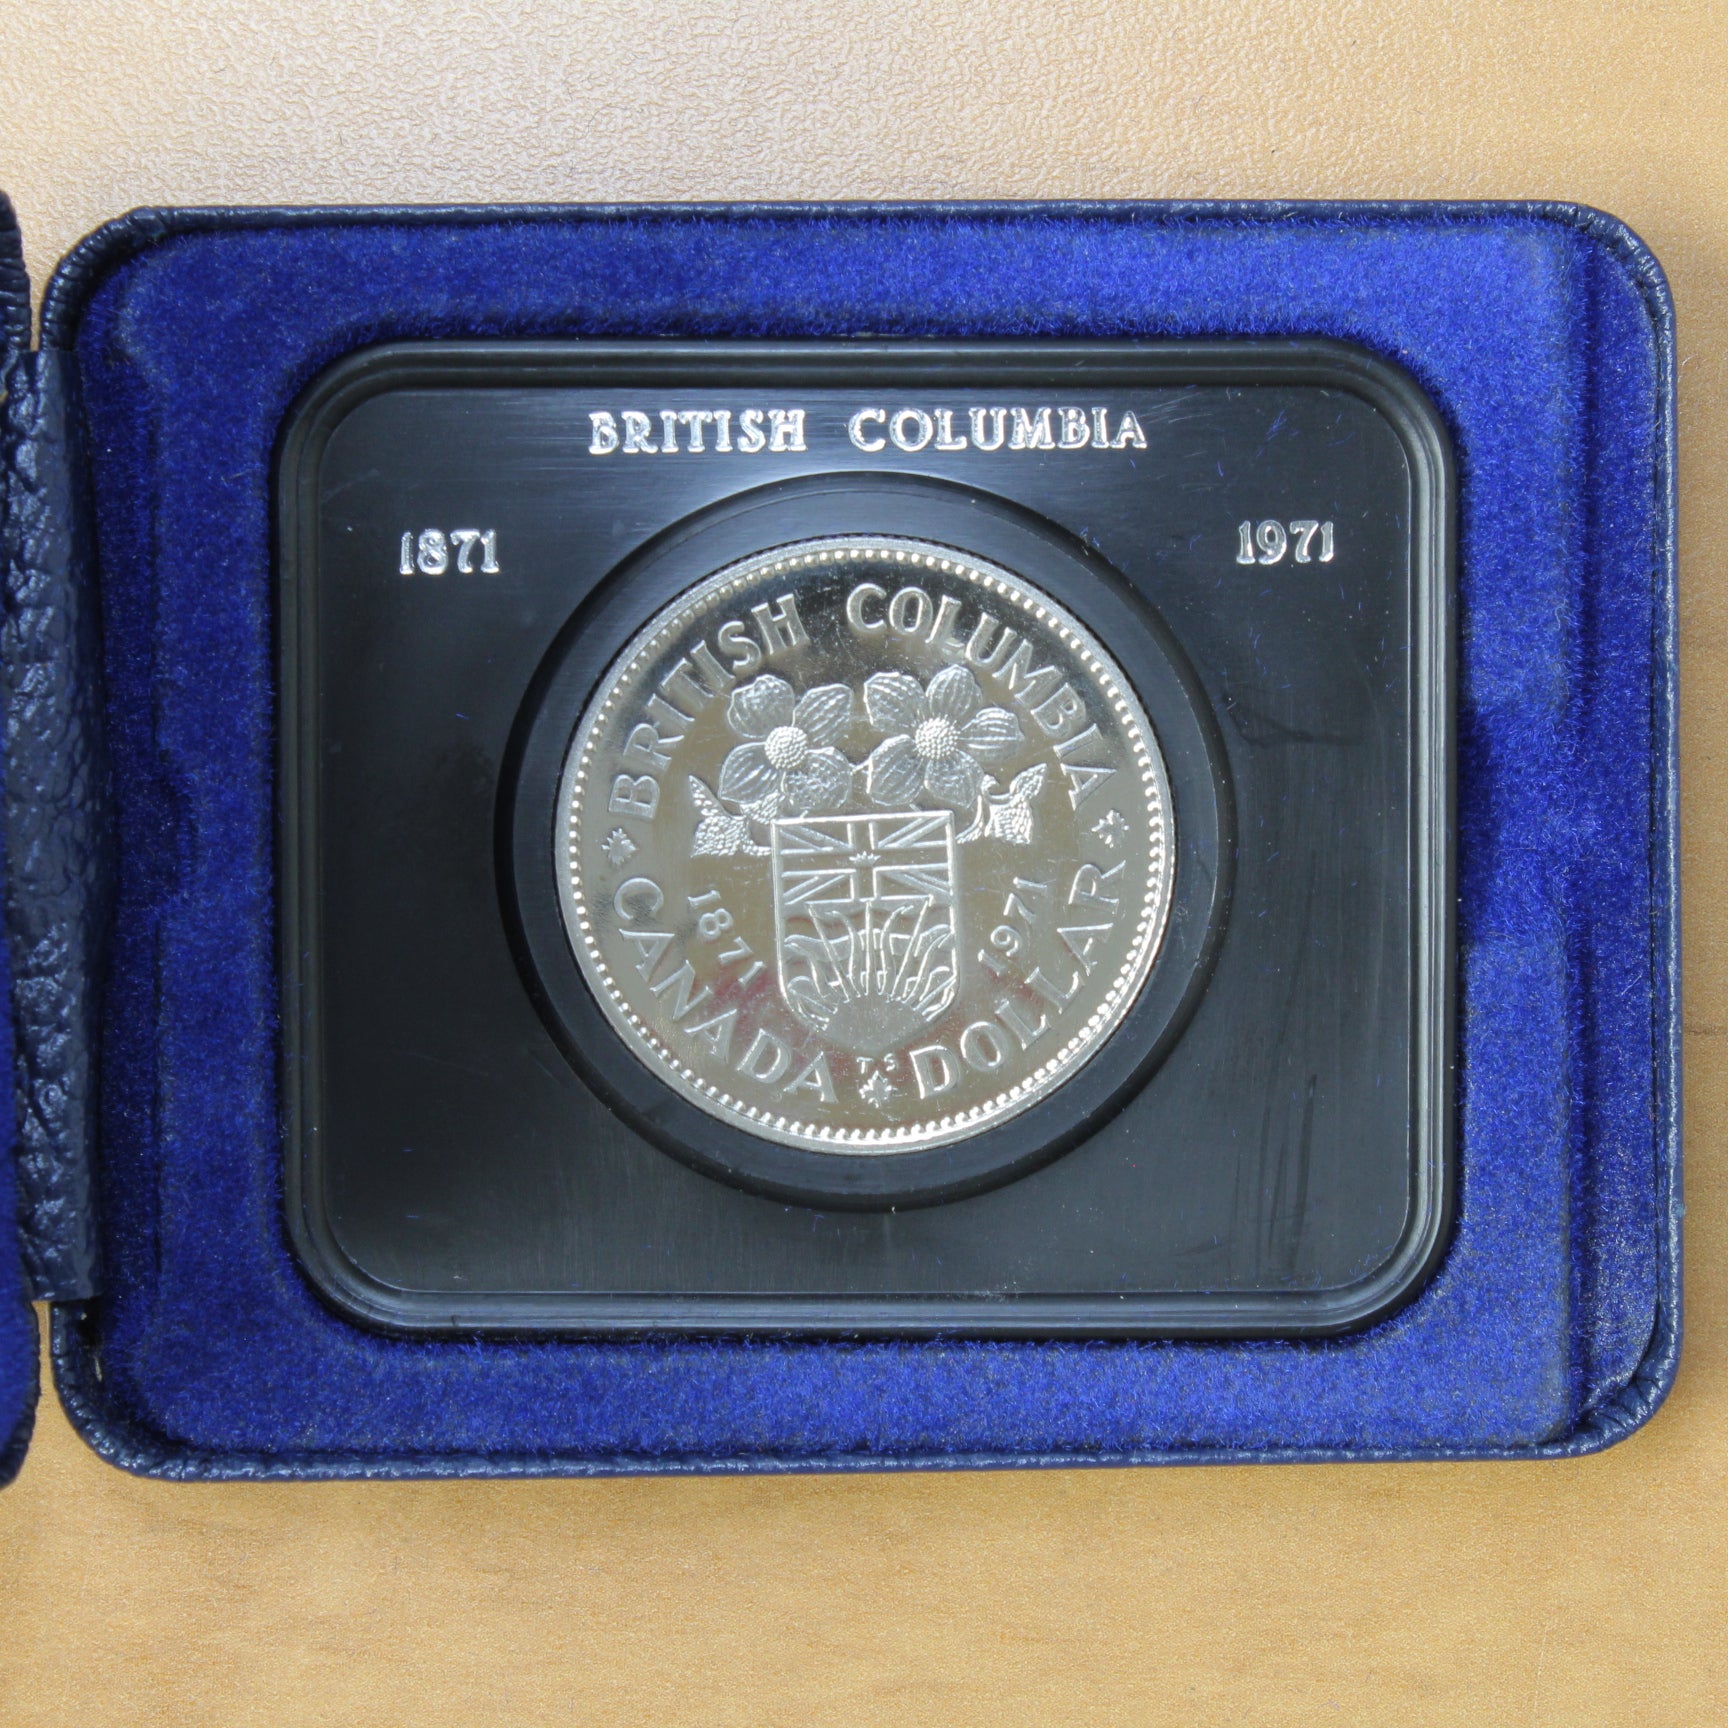 BRITISH COLUMBIA
1871 1971
BRITISH COLUMBIA
1871 1971
CANADA DOLLAR
T S